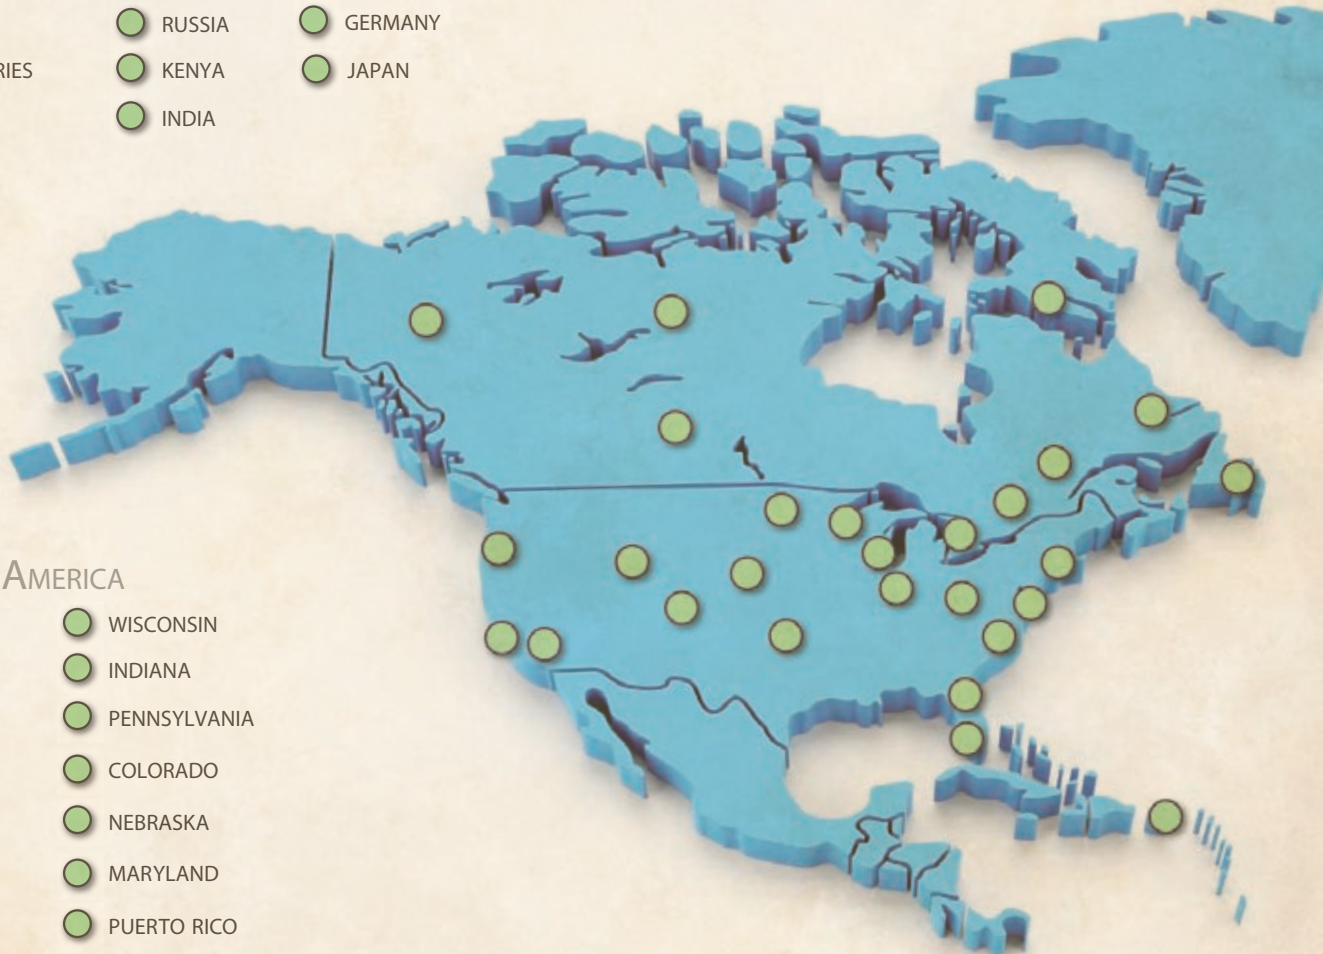 RUSSIA
GERMANY
RIES
KENYA
JAPAN
INDIA
AMERICA
WISCONSIN
INDIANA
PENNSYLVANIA
COLORADO
NEBRASKA
MARYLAND
PUERTO RICO